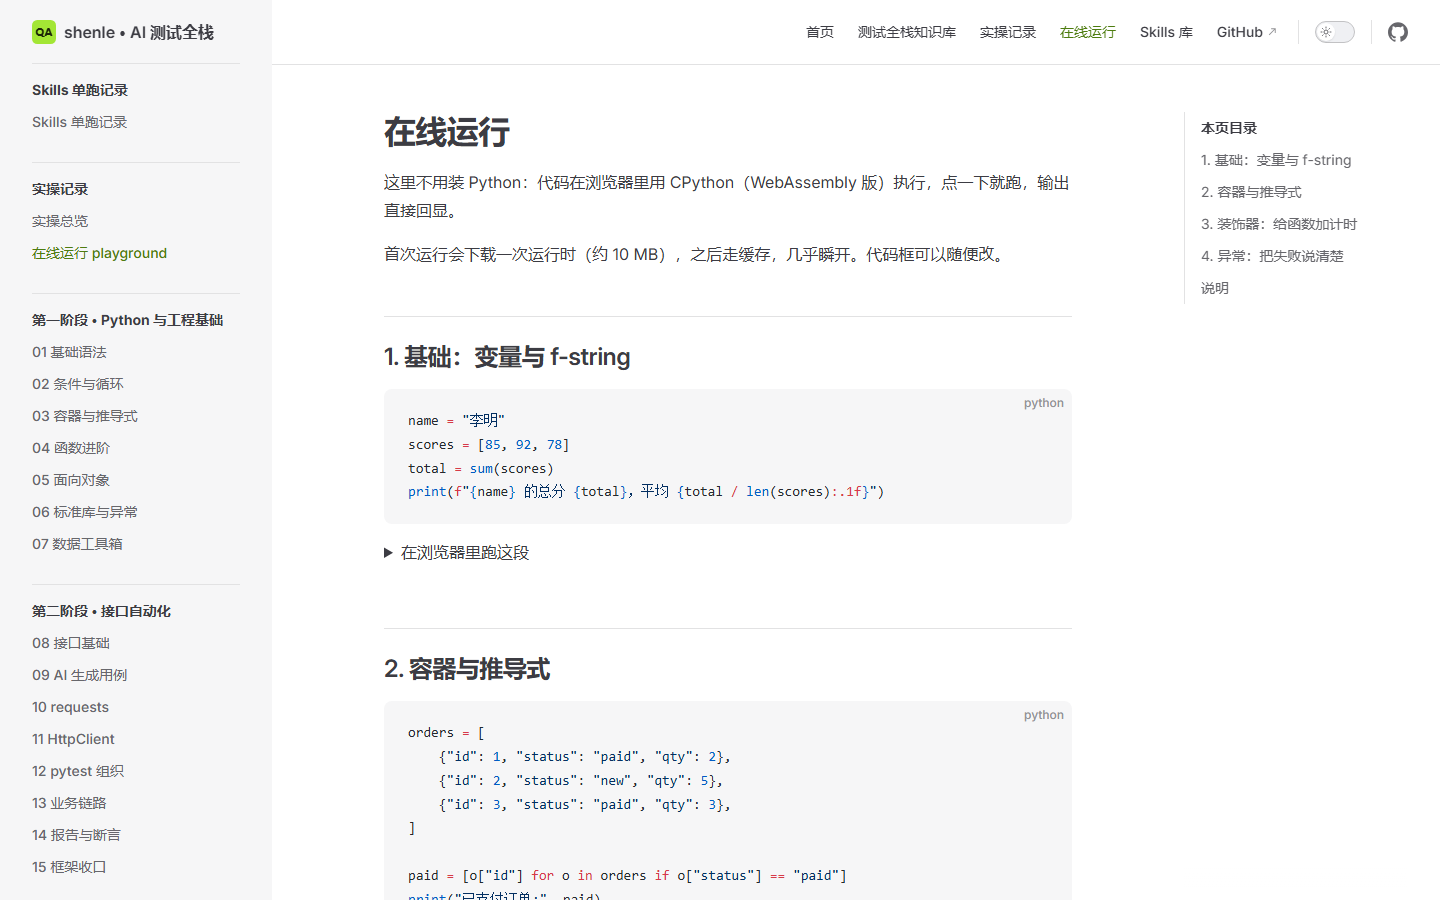 QA shenle • AI 测试全栈
首页 测试全栈知识库 实操记录 在线运行 Skills 库 GitHub ↗
Skills 单跑记录
Skills 单跑记录
实操记录
实操总览
在线运行 playground
第一阶段 • Python 与工程基础
01 基础语法
02 条件与循环
03 容器与推导式
04 函数进阶
05 面向对象
06 标准库与异常
07 数据工具箱
第二阶段 • 接口自动化
08 接口基础
09 AI 生成用例
10 requests
11 HttpClient
12 pytest 组织
13 业务链路
14 报告与断言
15 框架收口
在线运行
这里不用装 Python：代码在浏览器里用 CPython（WebAssembly 版）执行，点一下就跑，输出
直接回显。
首次运行会下载一次运行时（约 10 MB），之后走缓存，几乎瞬开。代码框可以随便改。
1. 基础：变量与 f-string
python
name = "李明"
scores = [85, 92, 78]
total = sum(scores)
print(f"{name} 的总分 {total}，平均 {total / len(scores):.1f}")
▶ 在浏览器里跑这段
2. 容器与推导式
python
orders = [
    {"id": 1, "status": "paid", "qty": 2},
    {"id": 2, "status": "new", "qty": 5},
    {"id": 3, "status": "paid", "qty": 3},
]
paid = [o["id"] for o in orders if o["status"] == "paid"]
print("已支付订单:", paid)
本页目录
1. 基础：变量与 f-string
2. 容器与推导式
3. 装饰器：给函数加计时
4. 异常：把失败说清楚
说明